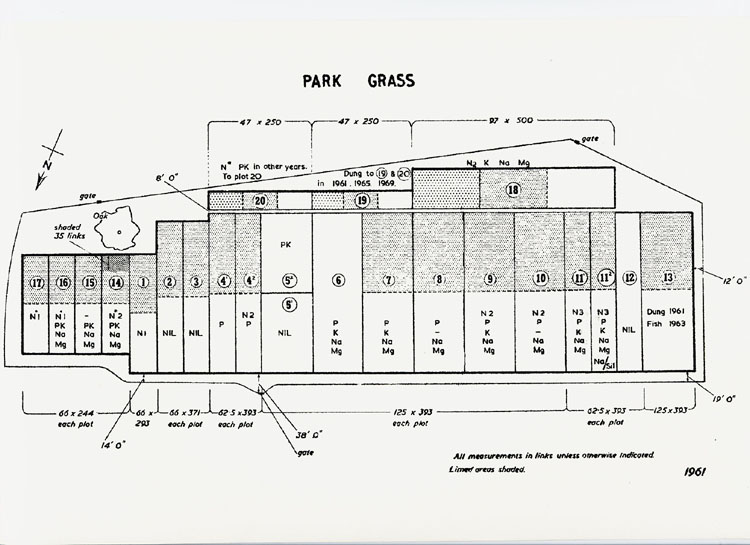 PARK GRASS
47 x 250
47 x 250
97 x 500
gate
N* PK in other years.
To plot 20
Dung to 19 & 20
in 1961, 1965, 1969.
N2 K Na Mg
N
8' 0"
gate
Oak
shaded
35 links
20
19
18
PK
17
16
15
14
1
2
3
4'
4²
5²
6
7
8
9
10
11'
11²
12
13
12' 0"
5'
N*1
N*1
PK
Na
Mg
-
PK
Na
Mg
N*2
PK
Na
Mg
N1
NIL
NIL
P
N2
P
NIL
P
K
Na
Mg
P
K
Na
Mg
P
-
Na
Mg
N2
P
K
Na
Mg
N2
P
-
Na
Mg
N3
P
K
Na
Mg
N3
P
K
Na
Mg
Na/Sil
NIL
Dung 1961
Fish 1963
66 x 244
each plot
66 x
293
66 x 371
each plot
62·5 x 393
each plot
125 x 393
each plot
62·5 x 393
each plot
125 x 393
14' 0"
38' 0"
gate
19' 0"
All measurements in links unless otherwise indicated.
Limed areas shaded.
1961